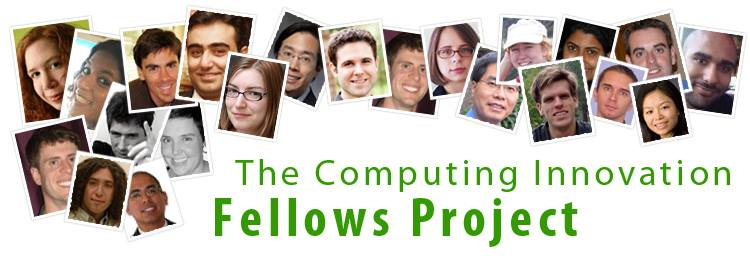 The Computing Innovation
Fellows Project